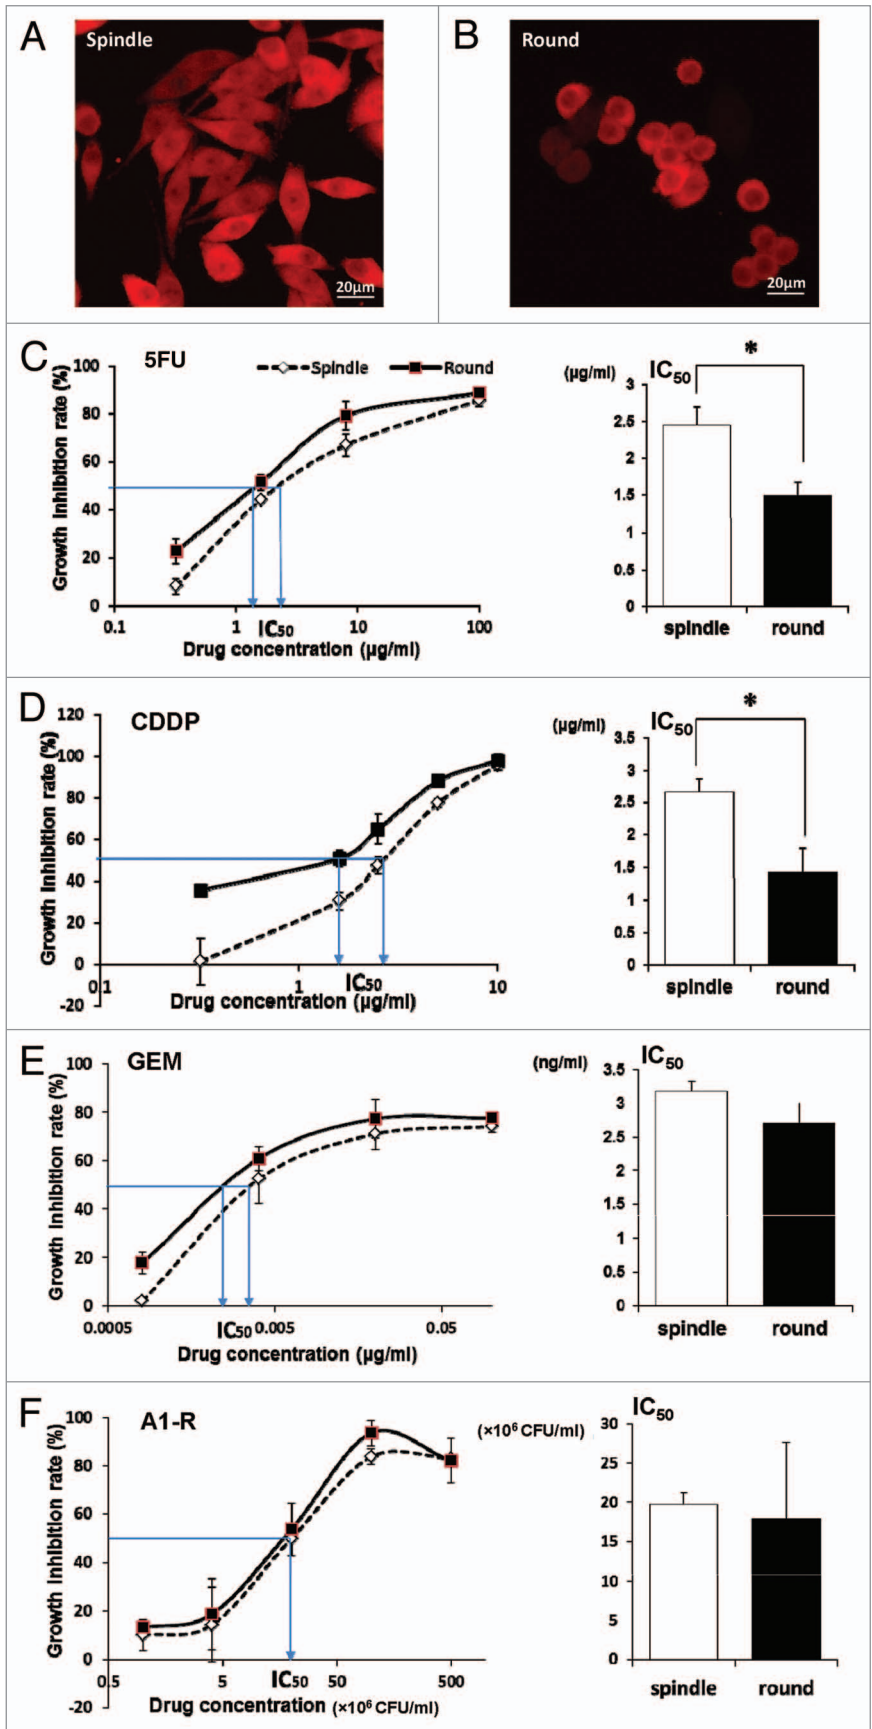 A
Spindle
20µm
B
Round
20µm
C
5FU
Spindle
Round
Growth Inhibition rate (%)
100
80
60
40
20
0
0.1
1
10
100
IC50
Drug concentration (µg/ml)
(µg/ml)
IC50
*
3
2.5
2
1.5
1
0.5
0
spindle
round
D
CDDP
Growth Inhibition rate (%)
120
100
80
60
40
20
0
-20
0.1
1
10
IC50
Drug concentration (µg/ml)
(µg/ml)
IC50
*
3.5
3
2.5
2
1.5
1
0.5
0
spindle
round
E
GEM
Growth Inhibition rate (%)
100
80
60
40
20
0
0.0005
IC50
0.005
0.05
Drug concentration (µg/ml)
(ng/ml)
IC50
3.5
3
2.5
2
1.5
1
0.5
0
spindle
round
F
A1-R
Growth Inhibition rate (%)
100
80
60
40
20
0
-20
0.5
5
IC50
50
500
Drug concentration (×10⁶ CFU/ml)
(×10⁶ CFU/ml)
IC50
30
25
20
15
10
5
0
spindle
round